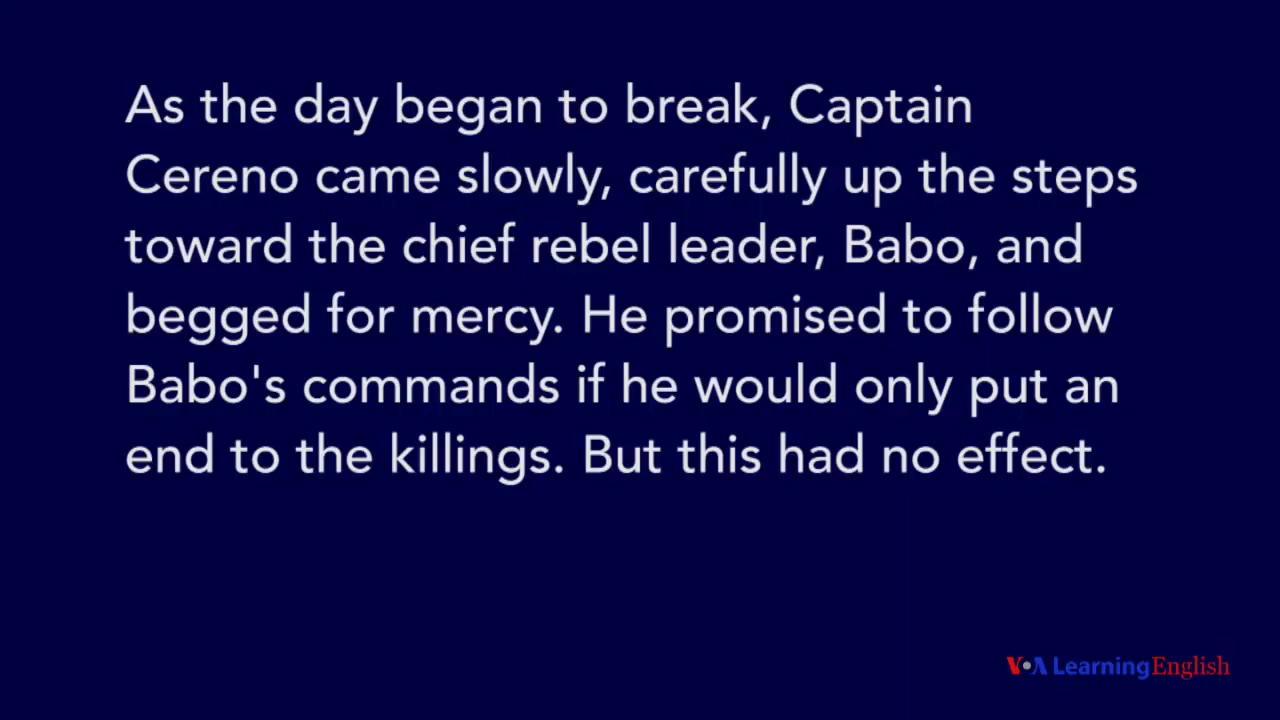 As the day began to break, Captain
Cereno came slowly, carefully up the steps
toward the chief rebel leader, Babo, and
begged for mercy. He promised to follow
Babo's commands if he would only put an
end to the killings. But this had no effect.
VOA Learning English